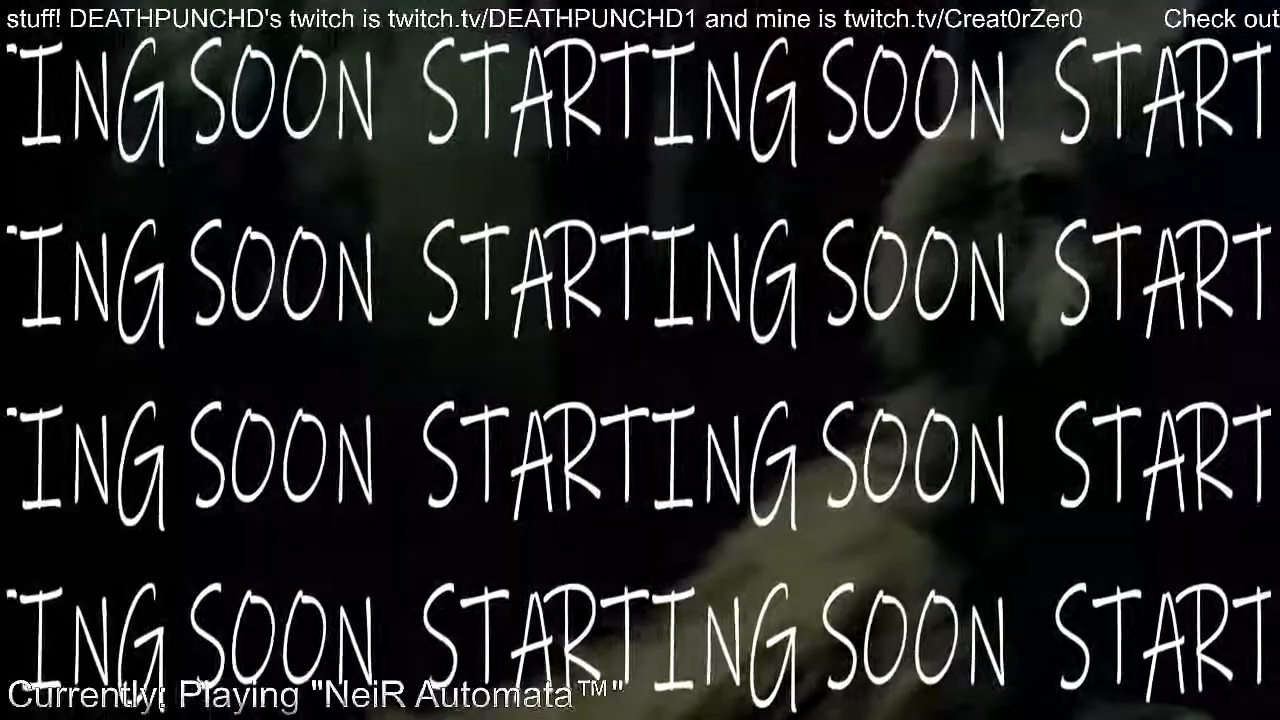 stuff! DEATHPUNCHD's twitch is twitch.tv/DEATHPUNCHD1 and mine is twitch.tv/Creat0rZer0 Check out
ING SOON STARTING SOON START
ING SOON STARTING SOON START
ING SOON STARTING SOON START
ING SOON STARTING SOON START
Currently: Playing "NeiR Automata™"